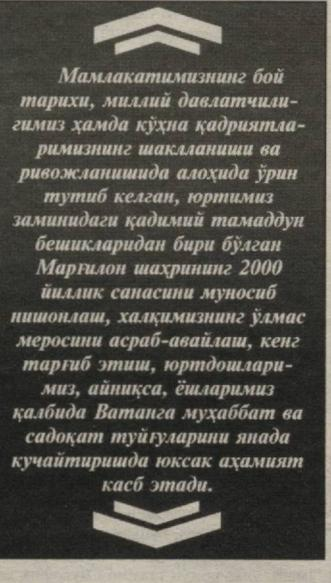 Мамлакатимизнинг бой
тарихи, миллий давлатчили-
гимиз ҳамда кўҳна қадриятла-
римизнинг шаклланиши ва
ривожланишида алоҳида ўрин
тутиб келган, юртимиз
заминидаги қадимий тамаддун
бешикларидан бири бўлган
Марғилон шаҳрининг 2000
йиллик санасини муносиб
нишонлаш, халқимизнинг ўлмас
меросини асраб-авайлаш, кенг
тарғиб этиш, юртдошлари-
миз, айниқса, ёшларимиз
қалбида Ватанга муҳаббат ва
садоқат туйғуларини янада
кучайтиришда юксак аҳамият
касб этади.